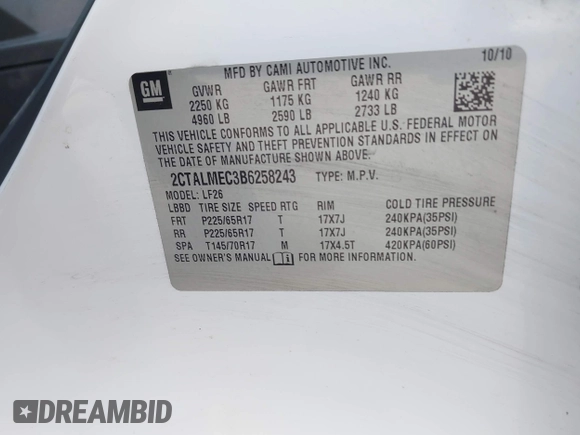 10/10
MFD BY CAMI AUTOMOTIVE INC.
GM
GVWR GAWR FRT GAWR RR
2250 KG 1175 KG 1240 KG
4960 LB 2590 LB 2733 LB
THIS VEHICLE CONFORMS TO ALL APPLICABLE U.S. FEDERAL MOTOR
VEHICLE SAFETY AND THEFT PREVENTION STANDARDS IN EFFECT ON
THE DATE OF MANUFACTURE SHOWN ABOVE.
2CTALMEC3B6258243 TYPE: M.P.V.
MODEL: LF26
LBBD TIRE SIZE SPEED RTG RIM COLD TIRE PRESSURE
FRT P225/65R17 T 17X7J 240KPA(35PSI)
RR P225/65R17 T 17X7J 240KPA(35PSI)
SPA T145/70R17 M 17X4.5T 420KPA(60PSI)
SEE OWNER'S MANUAL i FOR MORE INFORMATION.
DREAMBID